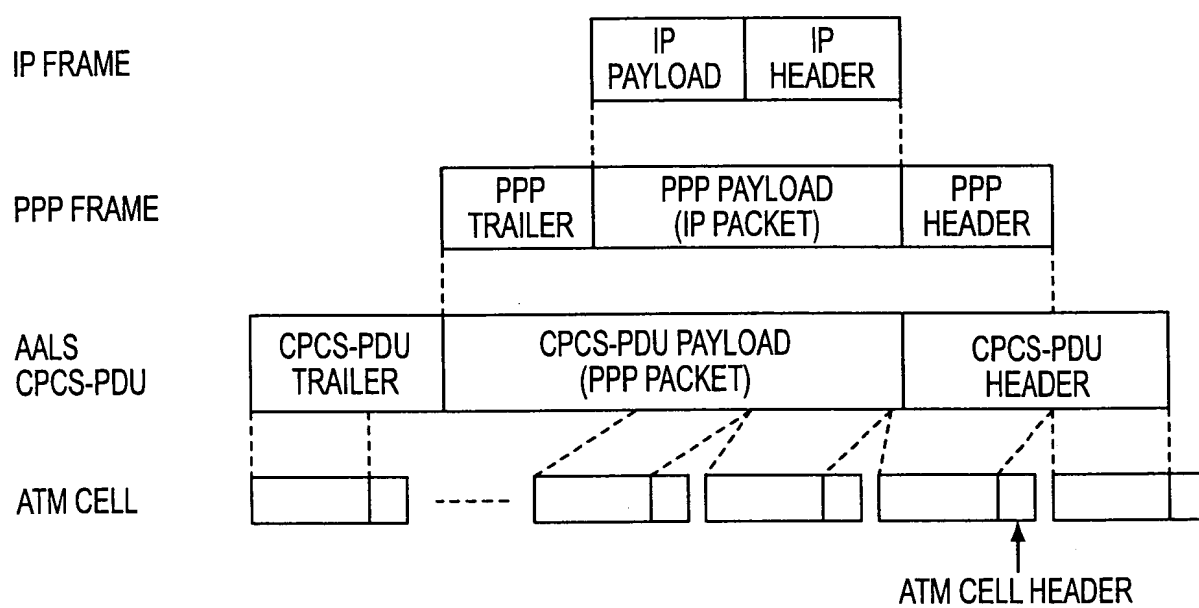 IP FRAME
IP PAYLOAD
IP HEADER
PPP FRAME
PPP TRAILER
PPP PAYLOAD (IP PACKET)
PPP HEADER
AALS CPCS-PDU
CPCS-PDU TRAILER
CPCS-PDU PAYLOAD (PPP PACKET)
CPCS-PDU HEADER
ATM CELL
ATM CELL HEADER